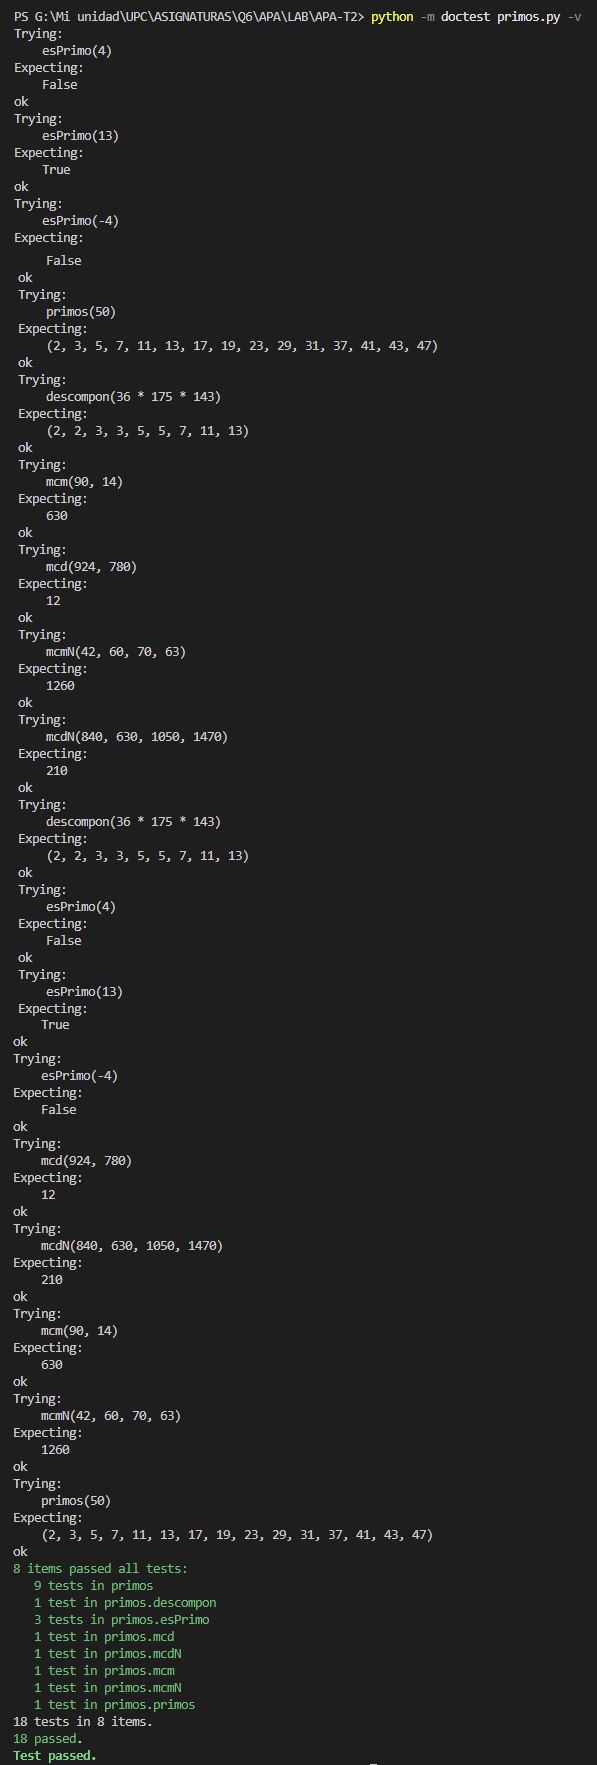 PS G:\Mi unidad\UPC\ASIGNATURAS\Q6\APA\LAB\APA-T2> python -m doctest primos.py -v
Trying:
    esPrimo(4)
Expecting:
    False
ok
Trying:
    esPrimo(13)
Expecting:
    True
ok
Trying:
    esPrimo(-4)
Expecting:
    False
ok
Trying:
    primos(50)
Expecting:
    (2, 3, 5, 7, 11, 13, 17, 19, 23, 29, 31, 37, 41, 43, 47)
ok
Trying:
    descompon(36 * 175 * 143)
Expecting:
    (2, 2, 3, 3, 5, 5, 7, 11, 13)
ok
Trying:
    mcm(90, 14)
Expecting:
    630
ok
Trying:
    mcd(924, 780)
Expecting:
    12
ok
Trying:
    mcmN(42, 60, 70, 63)
Expecting:
    1260
ok
Trying:
    mcdN(840, 630, 1050, 1470)
Expecting:
    210
ok
Trying:
    descompon(36 * 175 * 143)
Expecting:
    (2, 2, 3, 3, 5, 5, 7, 11, 13)
ok
Trying:
    esPrimo(4)
Expecting:
    False
ok
Trying:
    esPrimo(13)
Expecting:
    True
ok
Trying:
    esPrimo(-4)
Expecting:
    False
ok
Trying:
    mcd(924, 780)
Expecting:
    12
ok
Trying:
    mcdN(840, 630, 1050, 1470)
Expecting:
    210
ok
Trying:
    mcm(90, 14)
Expecting:
    630
ok
Trying:
    mcmN(42, 60, 70, 63)
Expecting:
    1260
ok
Trying:
    primos(50)
Expecting:
    (2, 3, 5, 7, 11, 13, 17, 19, 23, 29, 31, 37, 41, 43, 47)
ok
8 items passed all tests:
   9 tests in primos
   1 test in primos.descompon
   3 tests in primos.esPrimo
   1 test in primos.mcd
   1 test in primos.mcdN
   1 test in primos.mcm
   1 test in primos.mcmN
   1 test in primos.primos
18 tests in 8 items.
18 passed.
Test passed.